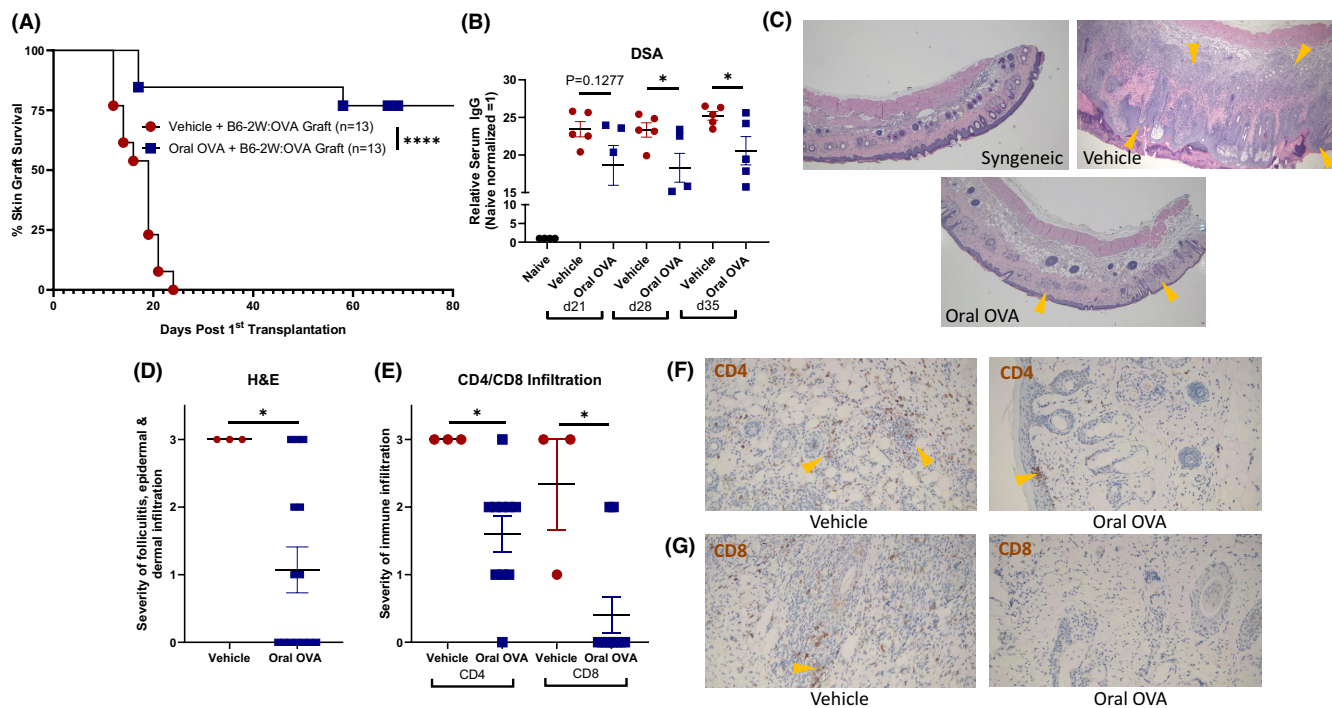 (A)
100
75
50
25
0
% Skin Graft Survival
Vehicle + B6-2W:OVA Graft (n=13)
Oral OVA + B6-2W:OVA Graft (n=13)
****
0 20 40 60 80
Days Post 1st Transplantation
(B)
DSA
P=0.1277 * *
30
25
20
15
10
5
1
0
Relative Serum IgG
(Naive normalized =1)
Naive Vehicle Oral OVA Vehicle Oral OVA Vehicle Oral OVA
d21 d28 d35
(C)
Syngeneic
Vehicle
Oral OVA
(D)
H&E
*
3
2
1
0
Severity of folliculitis, epidermal &
dermal infiltration
Vehicle Oral OVA
(E)
CD4/CD8 Infiltration
* *
3
2
1
0
Severity of immune infilitration
Vehicle Oral OVA Vehicle Oral OVA
CD4 CD8
(F)
CD4
Vehicle
CD4
Oral OVA
(G)
CD8
Vehicle
CD8
Oral OVA